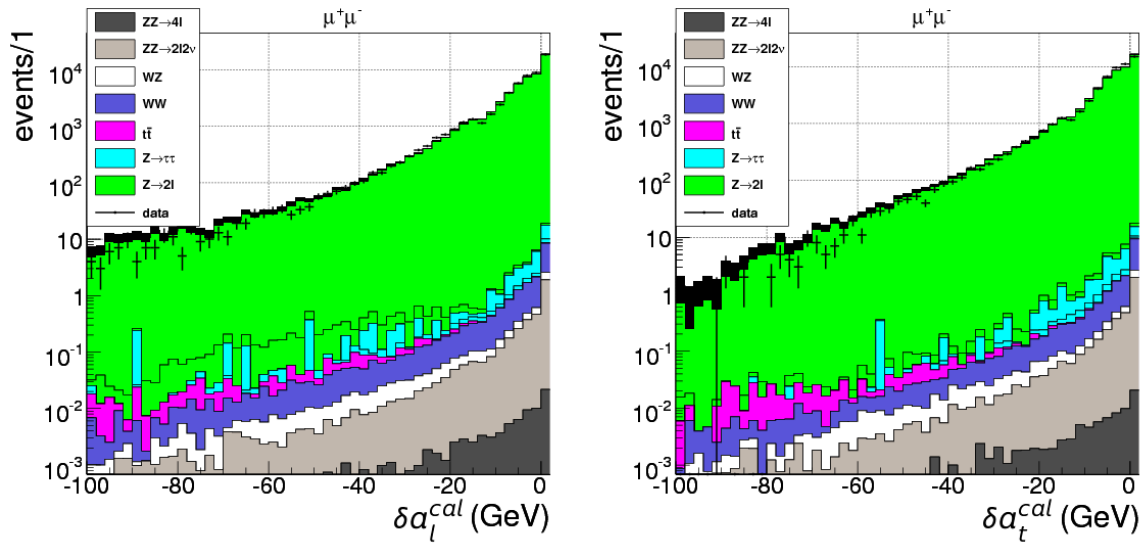 μ⁺μ⁻
events/1
ZZ→4l
ZZ→2l2ν
WZ
WW
tt̄
Z→ττ
Z→2l
data
10⁴
10³
10²
10
1
10⁻¹
10⁻²
10⁻³
-100 -80 -60 -40 -20 0
δa_l^cal (GeV)
μ⁺μ⁻
events/1
ZZ→4l
ZZ→2l2ν
WZ
WW
tt̄
Z→ττ
Z→2l
data
10⁴
10³
10²
10
1
10⁻¹
10⁻²
10⁻³
-100 -80 -60 -40 -20 0
δa_t^cal (GeV)